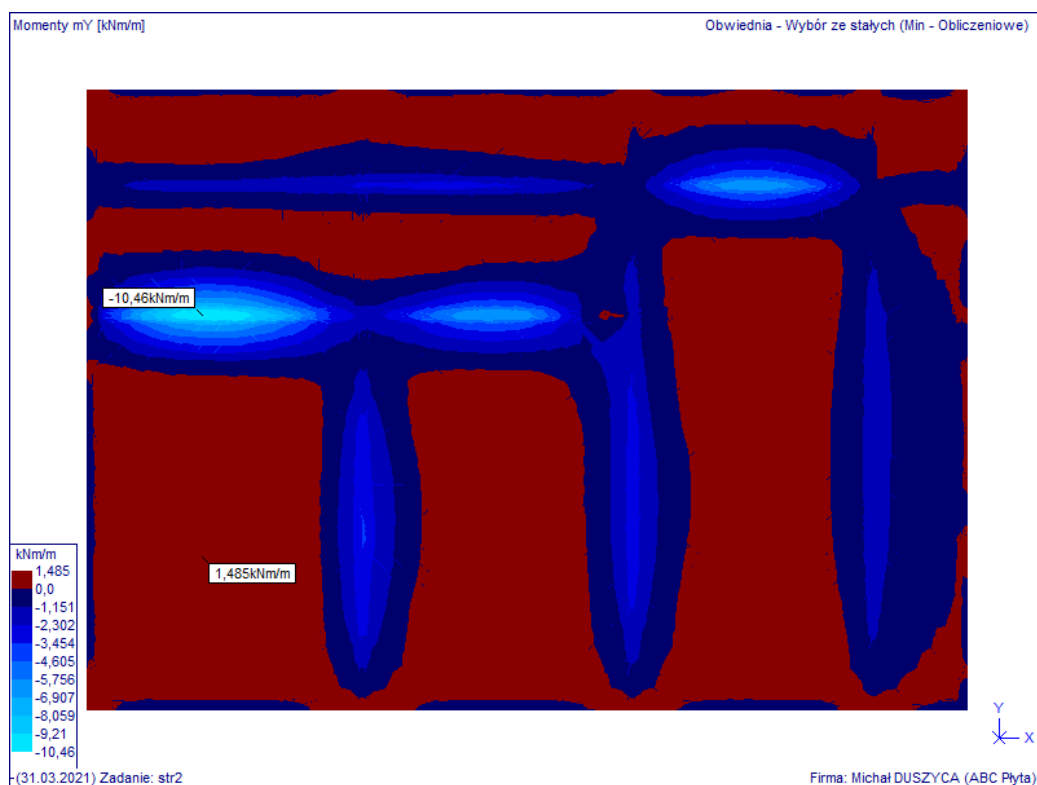 Momenty mY [kNm/m]
Obwiednia - Wybór ze stałych (Min - Obliczeniowe)
-10,46kNm/m
1,485kNm/m
kNm/m
1,485
0,0
-1,151
-2,302
-3,454
-4,605
-5,756
-6,907
-8,059
-9,21
-10,46
Y
X
(31.03.2021) Zadanie: str2
Firma: Michał DUSZYCA (ABC Płyta)